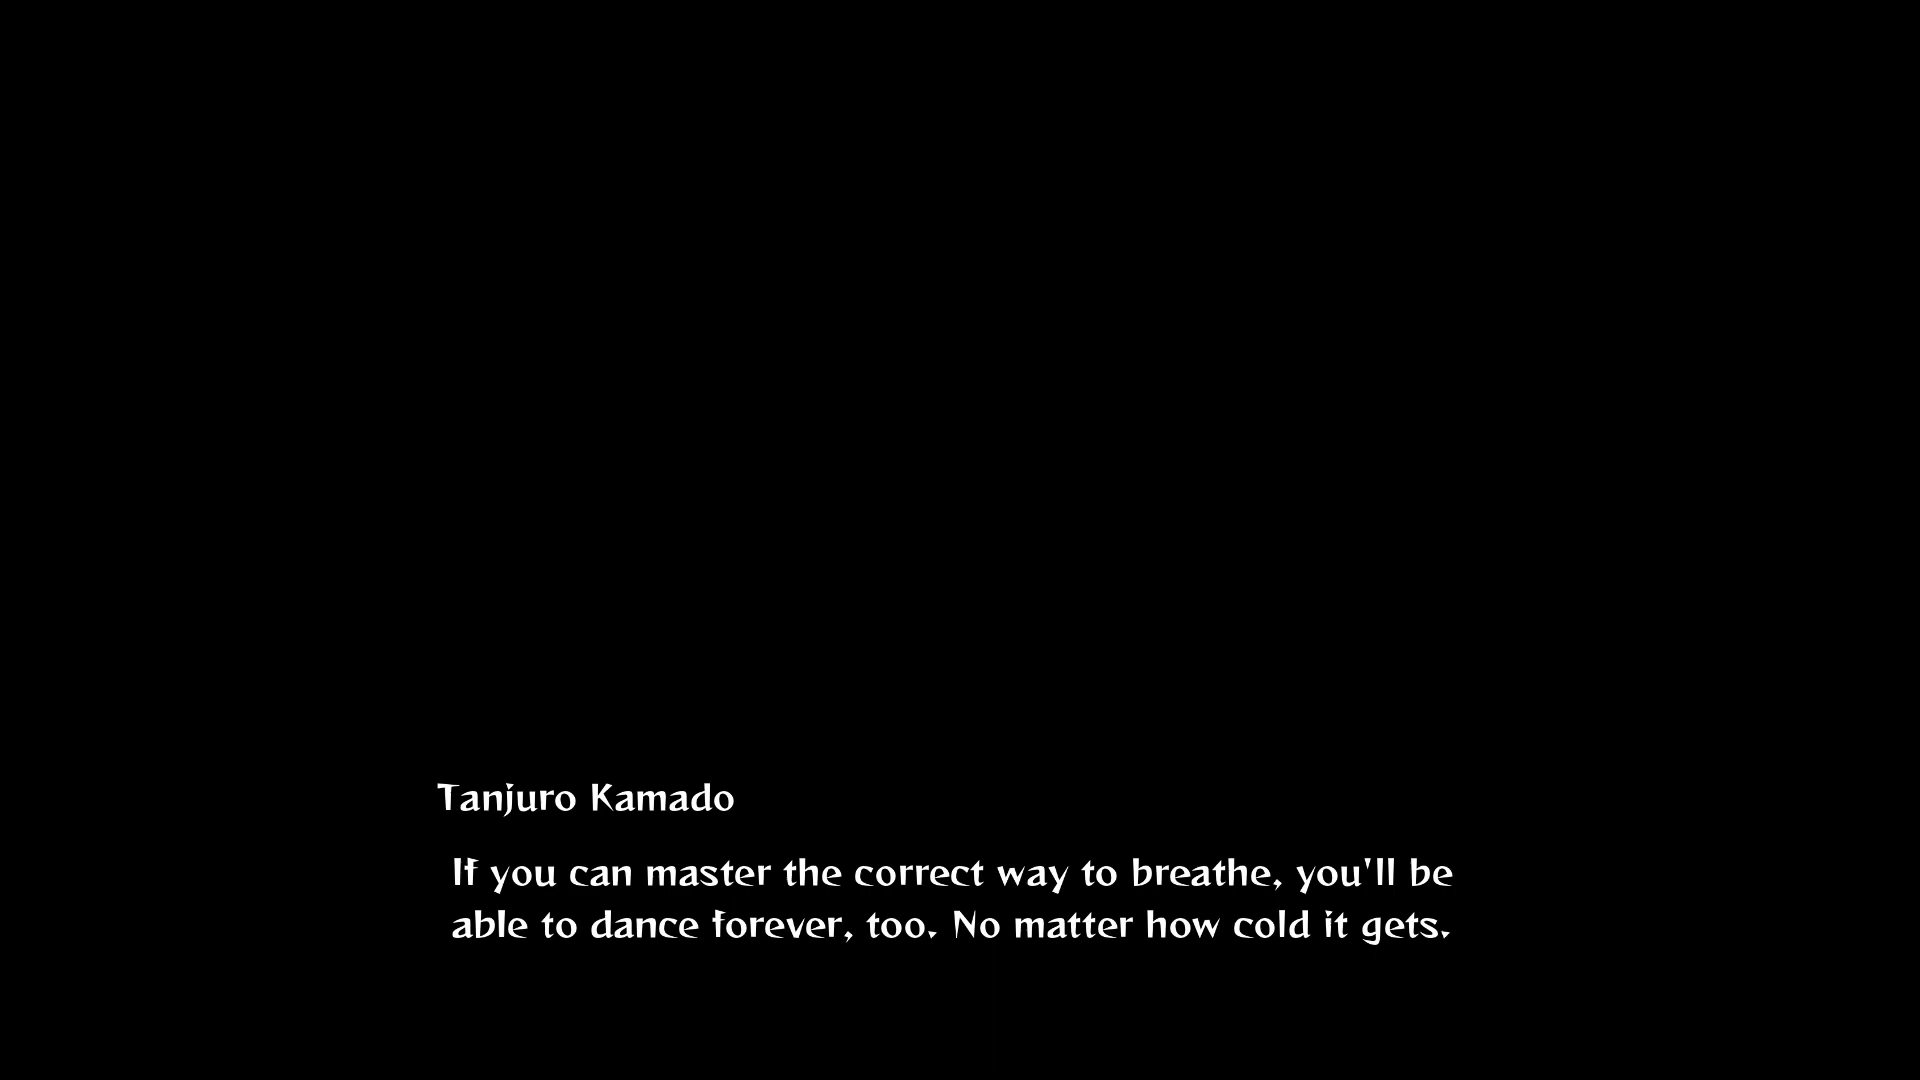 Tanjuro Kamado
If you can master the correct way to breathe, you'll be
able to dance forever, too. No matter how cold it gets.